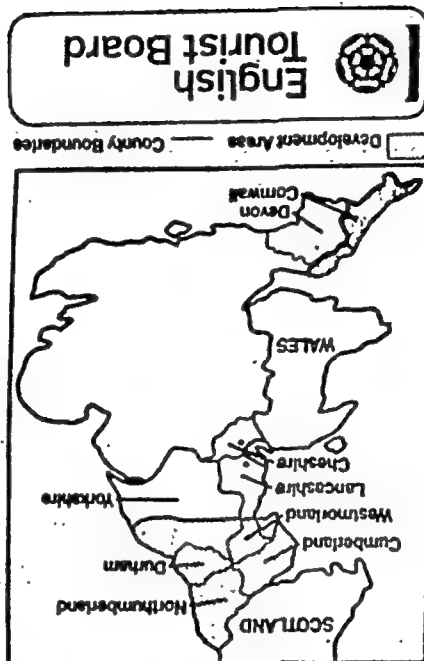 SCOTLAND
Northumberland
Durham
Cumberland
Westmorland
Yorkshire
Lancashire
Cheshire
WALES
Devon
Cornwall
Development Areas County Boundaries
English
Tourist Board